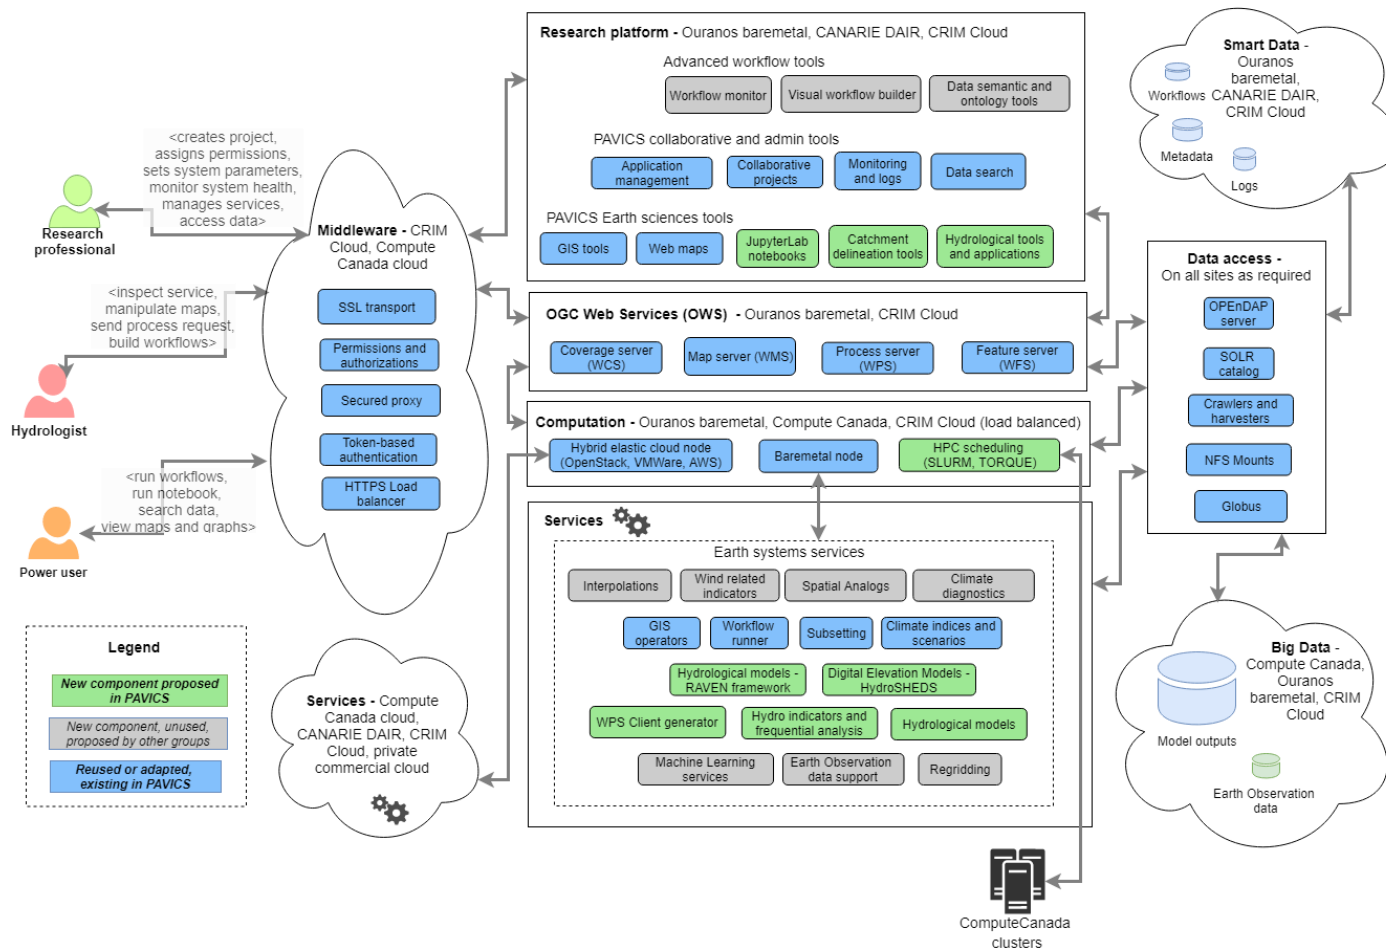 Research platform - Ouranos baremetal, CANARIE DAIR, CRIM Cloud
Advanced workflow tools
Workflow monitor
Visual workflow builder
Data semantic and
ontology tools
PAVICS collaborative and admin tools
Application
management
Collaborative
projects
Monitoring
and logs
Data search
PAVICS Earth sciences tools
GIS tools
Web maps
JupyterLab
notebooks
Catchment
delineation tools
Hydrological tools
and applications
Smart Data -
Ouranos
baremetal,
CANARIE DAIR,
CRIM Cloud
Workflows
Metadata
Logs
<creates project,
assigns permissions,
sets system parameters,
monitor system health,
manages services,
access data>
Research
professional
<inspect service,
manipulate maps,
send process request,
build workflows>
Hydrologist
<run workflows,
run notebook,
search data,
view maps and graphs>
Power user
Middleware - CRIM
Cloud, Compute
Canada cloud
SSL transport
Permissions and
authorizations
Secured proxy
Token-based
authentication
HTTPS Load
balancer
OGC Web Services (OWS) - Ouranos baremetal, CRIM Cloud
Coverage server
(WCS)
Map server (WMS)
Process server
(WPS)
Feature server
(WFS)
Computation - Ouranos baremetal, Compute Canada, CRIM Cloud (load balanced)
Hybrid elastic cloud node
(OpenStack, VMWare, AWS)
Baremetal node
HPC scheduling
(SLURM, TORQUE)
Data access -
On all sites as required
OPEnDAP
server
SOLR
catalog
Crawlers and
harvesters
NFS Mounts
Globus
Services
Earth systems services
Interpolations
Wind related
indicators
Spatial Analogs
Climate
diagnostics
GIS
operators
Workflow
runner
Subsetting
Climate indices and
scenarios
Hydrological models -
RAVEN framework
Digital Elevation Models -
HydroSHEDS
WPS Client generator
Hydro indicators and
frequential analysis
Hydrological models
Machine Learning
services
Earth Observation
data support
Regridding
Legend
New component proposed
in PAVICS
New component, unused,
proposed by other groups
Reused or adapted,
existing in PAVICS
Services - Compute
Canada cloud,
CANARIE DAIR, CRIM
Cloud, private
commercial cloud
Big Data -
Compute Canada,
Ouranos
baremetal, CRIM
Cloud
Model outputs
Earth Observation
data
ComputeCanada
clusters